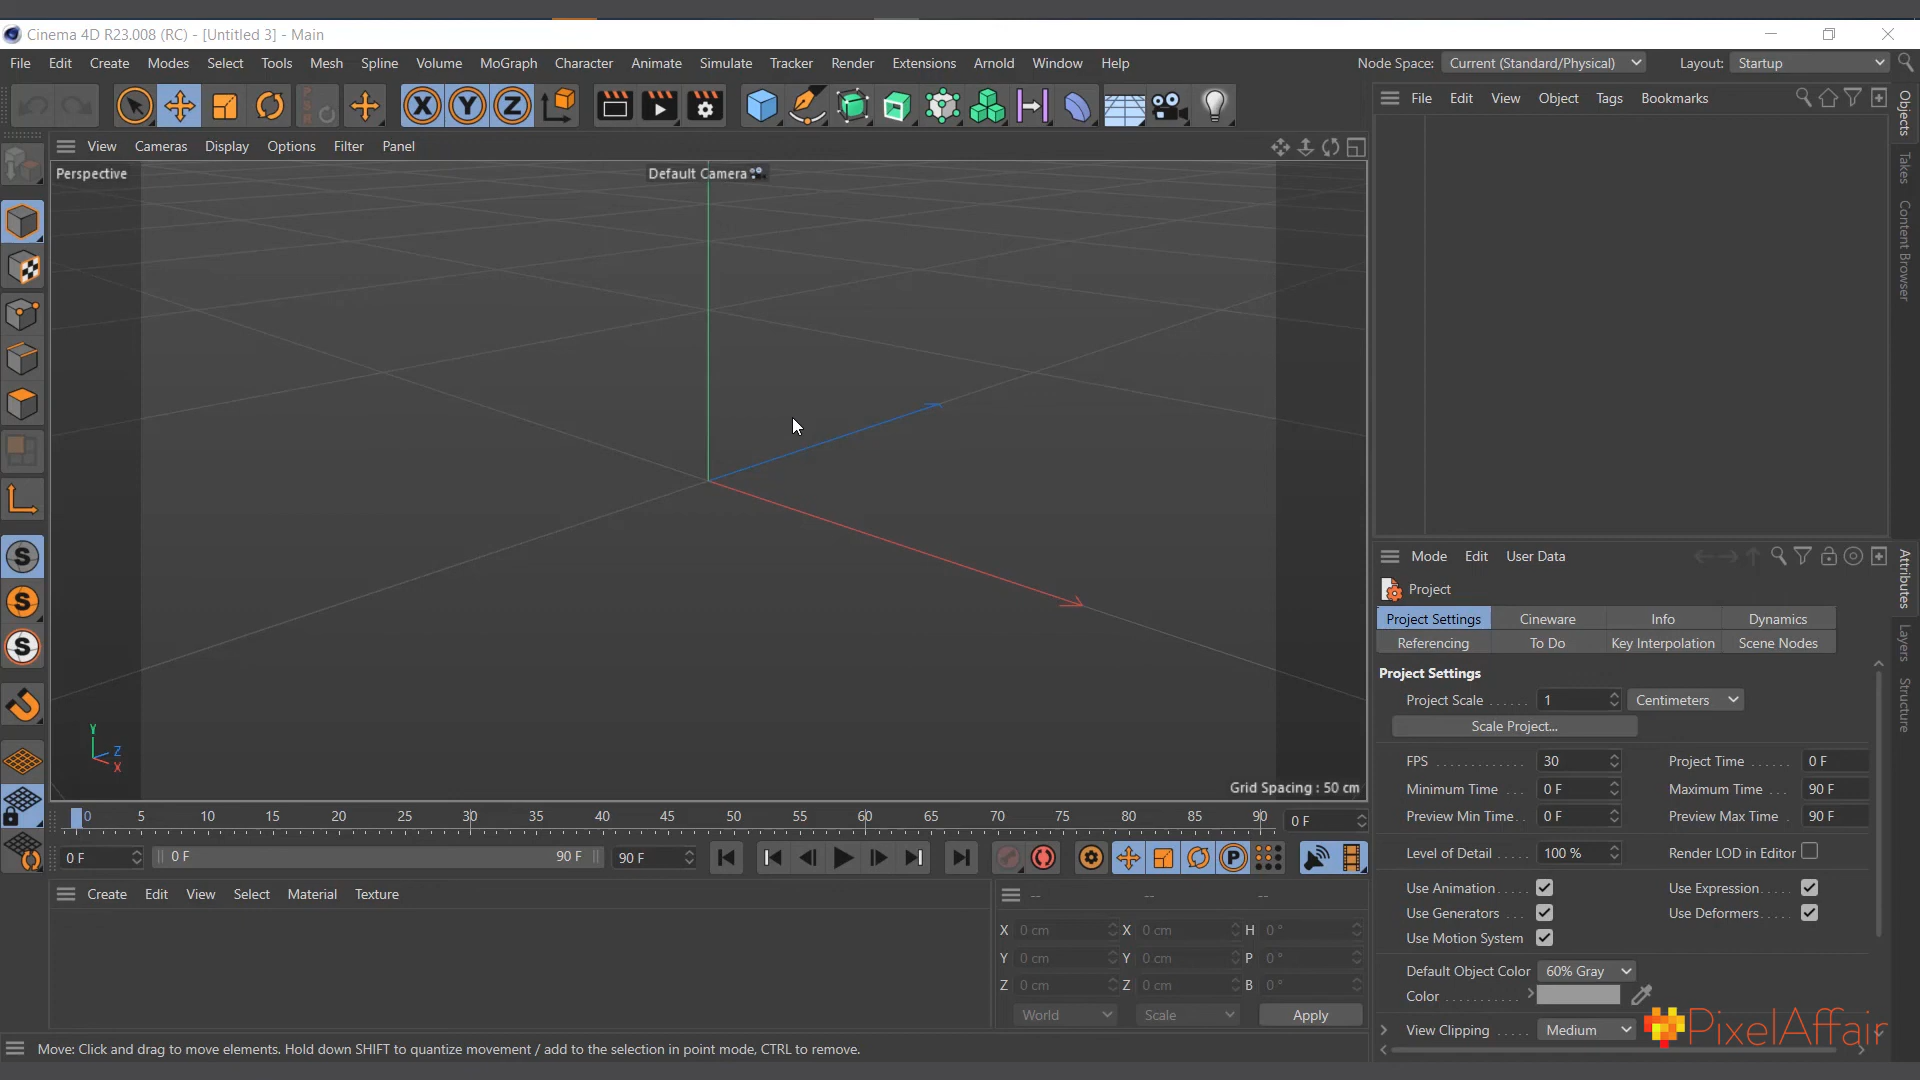 Cinema 4D R23.008 (RC) - [Untitled 3] - Main
File Edit Create Modes Select Tools Mesh Spline Volume MoGraph Character Animate Simulate Tracker Render Extensions Arnold Window Help
Node Space: Current (Standard/Physical) Layout: Startup
X Y Z
File Edit View Object Tags Bookmarks
Objects
Takes
Content Browser
View Cameras Display Options Filter Panel
Perspective
Default Camera
Y
Z
X
Grid Spacing : 50 cm
S
S
S
Mode Edit User Data
Attributes
Layers
Structure
Project
Project Settings Cineware Info Dynamics
Referencing To Do Key Interpolation Scene Nodes
Project Settings
Project Scale . . . . . . 1 Centimeters
Scale Project...
FPS . . . . . . . . . . . . 30 Project Time . . . . . . 0 F
Minimum Time . . . 0 F Maximum Time . . . 90 F
Preview Min Time . . 0 F Preview Max Time . 90 F
Level of Detail . . . . . 100 % Render LOD in Editor
Use Animation . . . . . Use Expression . . . . .
Use Generators . . . Use Deformers . . . . .
Use Motion System
Default Object Color 60% Gray
Color . . . . . . . . . . .
View Clipping . . . . . Medium
0 5 10 15 20 25 30 35 40 45 50 55 60 65 70 75 80 85 90 0 F
0 F 0 F 90 F 90 F
P
Create Edit View Select Material Texture
-- -- --
X 0 cm X 0 cm H 0 °
Y 0 cm Y 0 cm P 0 °
Z 0 cm Z 0 cm B 0 °
World Scale Apply
Move: Click and drag to move elements. Hold down SHIFT to quantize movement / add to the selection in point mode, CTRL to remove.
PixelAffair